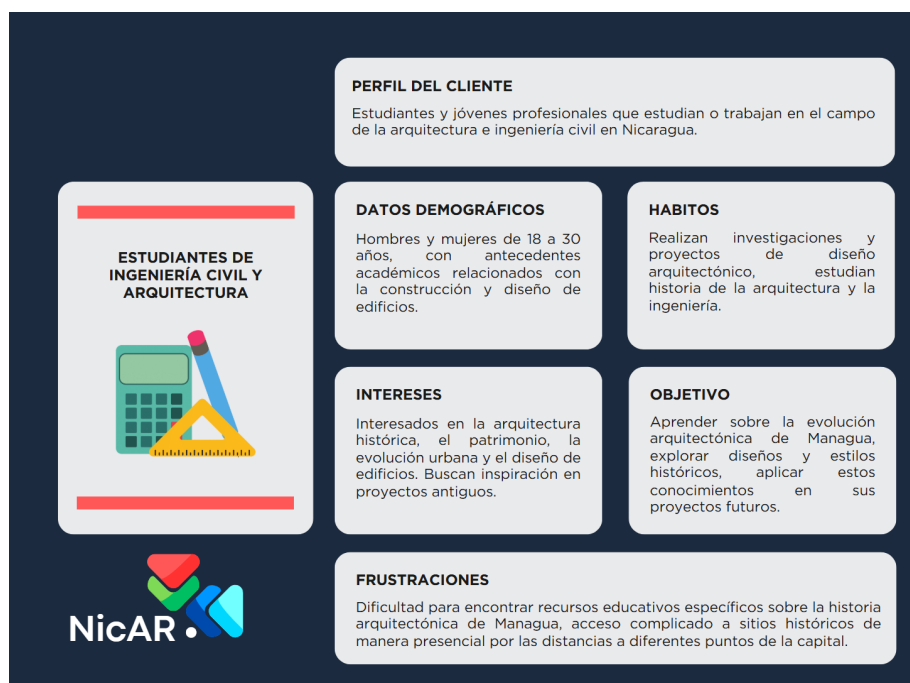 PERFIL DEL CLIENTE
Estudiantes y jóvenes profesionales que estudian o trabajan en el campo
de la arquitectura e ingeniería civil en Nicaragua.
ESTUDIANTES DE
INGENIERÍA CIVIL Y
ARQUITECTURA
DATOS DEMOGRÁFICOS
Hombres y mujeres de 18 a 30
años, con antecedentes
académicos relacionados con
la construcción y diseño de
edificios.
HABITOS
Realizan investigaciones y
proyectos de diseño
arquitectónico, estudian
historia de la arquitectura y la
ingeniería.
INTERESES
Interesados en la arquitectura
histórica, el patrimonio, la
evolución urbana y el diseño de
edificios. Buscan inspiración en
proyectos antiguos.
OBJETIVO
Aprender sobre la evolución
arquitectónica de Managua,
explorar diseños y estilos
históricos, aplicar estos
conocimientos en sus
proyectos futuros.
NicAR
FRUSTRACIONES
Dificultad para encontrar recursos educativos específicos sobre la historia
arquitectónica de Managua, acceso complicado a sitios históricos de
manera presencial por las distancias a diferentes puntos de la capital.